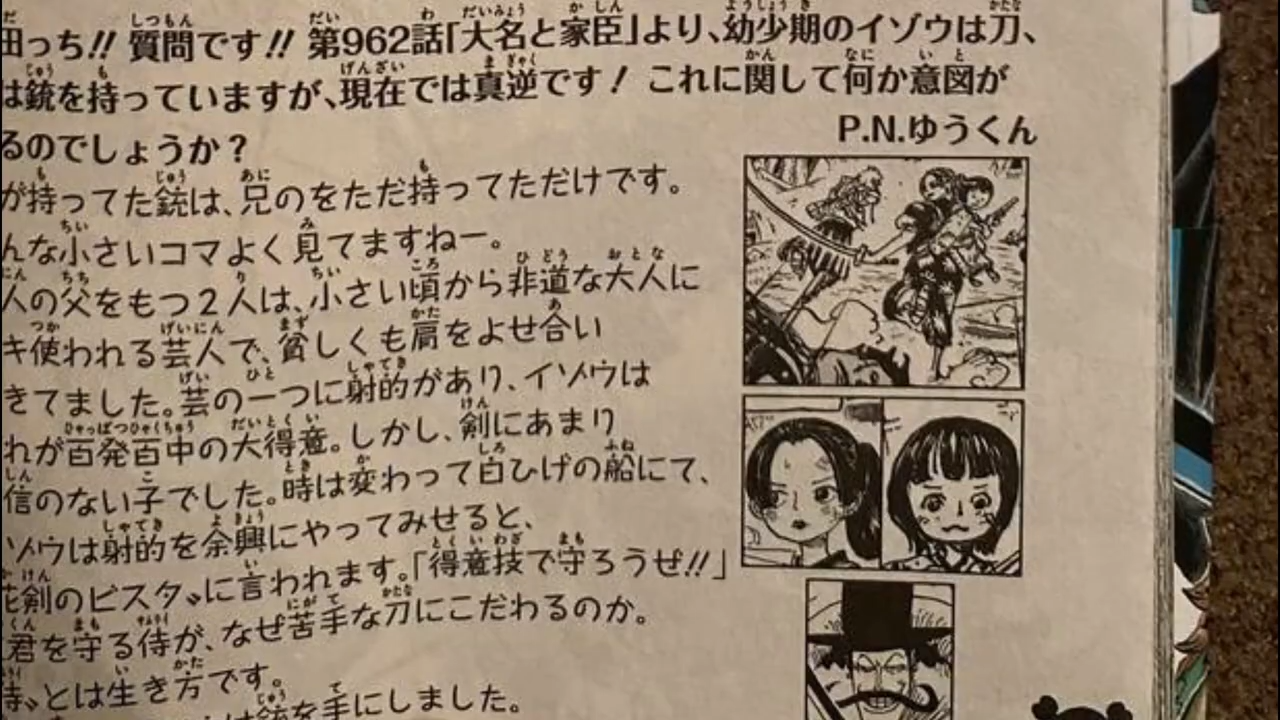 田っち!! 質問です!! 第962話「大名と家臣」より、幼少期のイゾウは刀、
は銃を持っていますが、現在では真逆です! これに関して何か意図が
るのでしょうか?
P.N.ゆうくん
が持ってた銃は、兄のをただ持ってただけです。
んな小さいコマよく見てますねー。
人の父をもつ2人は、小さい頃から非道な大人に
キ使われる芸人で、貧しくも肩をよせ合い
きてました。芸の一つに射的があり、イゾウは
れが百発百中の大得意。しかし、剣にあまり
信のない子でした。時は変わって白ひげの船にて、
ゾウは射的を余興にやってみせると、
花剣のビスタ〟に言われます。「得意技で守ろうぜ!!」
君を守る侍が、なぜ苦手な刀にこだわるのか。
侍〟とは生き方です。
は銃を手にしました。